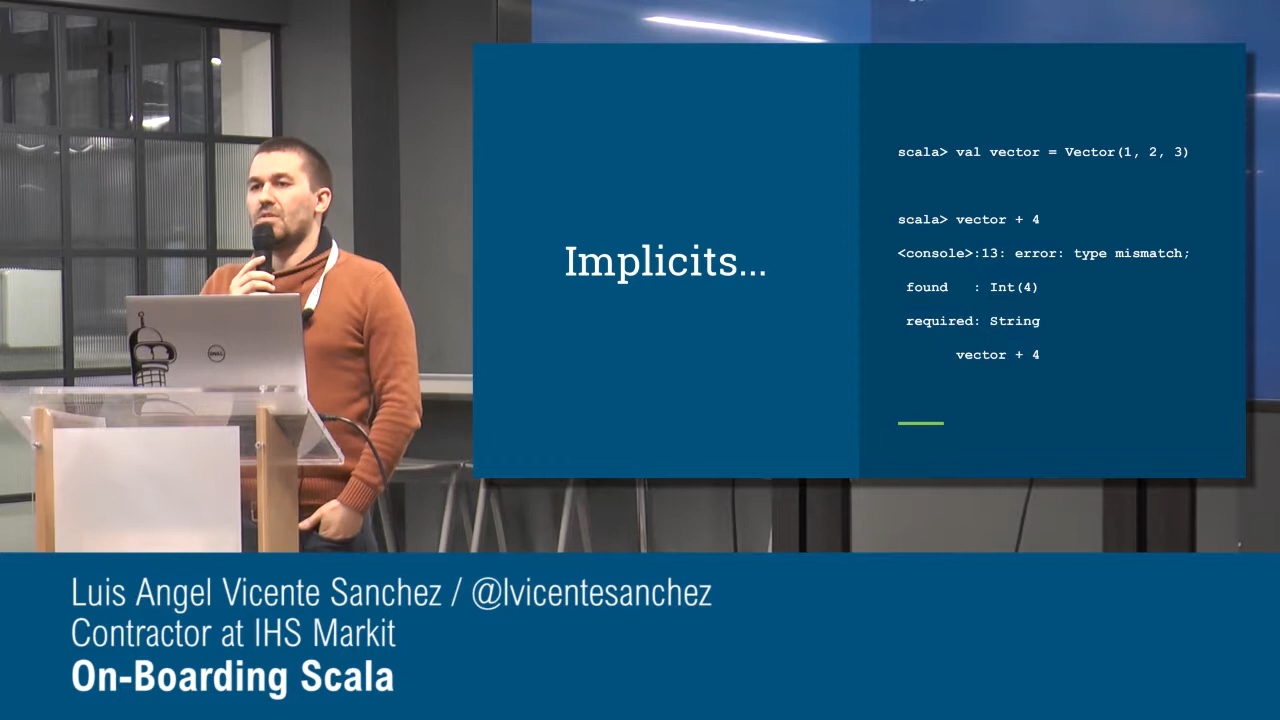 Implicits...
scala> val vector = Vector(1, 2, 3)
scala> vector + 4
<console>:13: error: type mismatch;
found : Int(4)
required: String
vector + 4
DELL
Luis Angel Vicente Sanchez / @lvicentesanchez
Contractor at IHS Markit
On-Boarding Scala